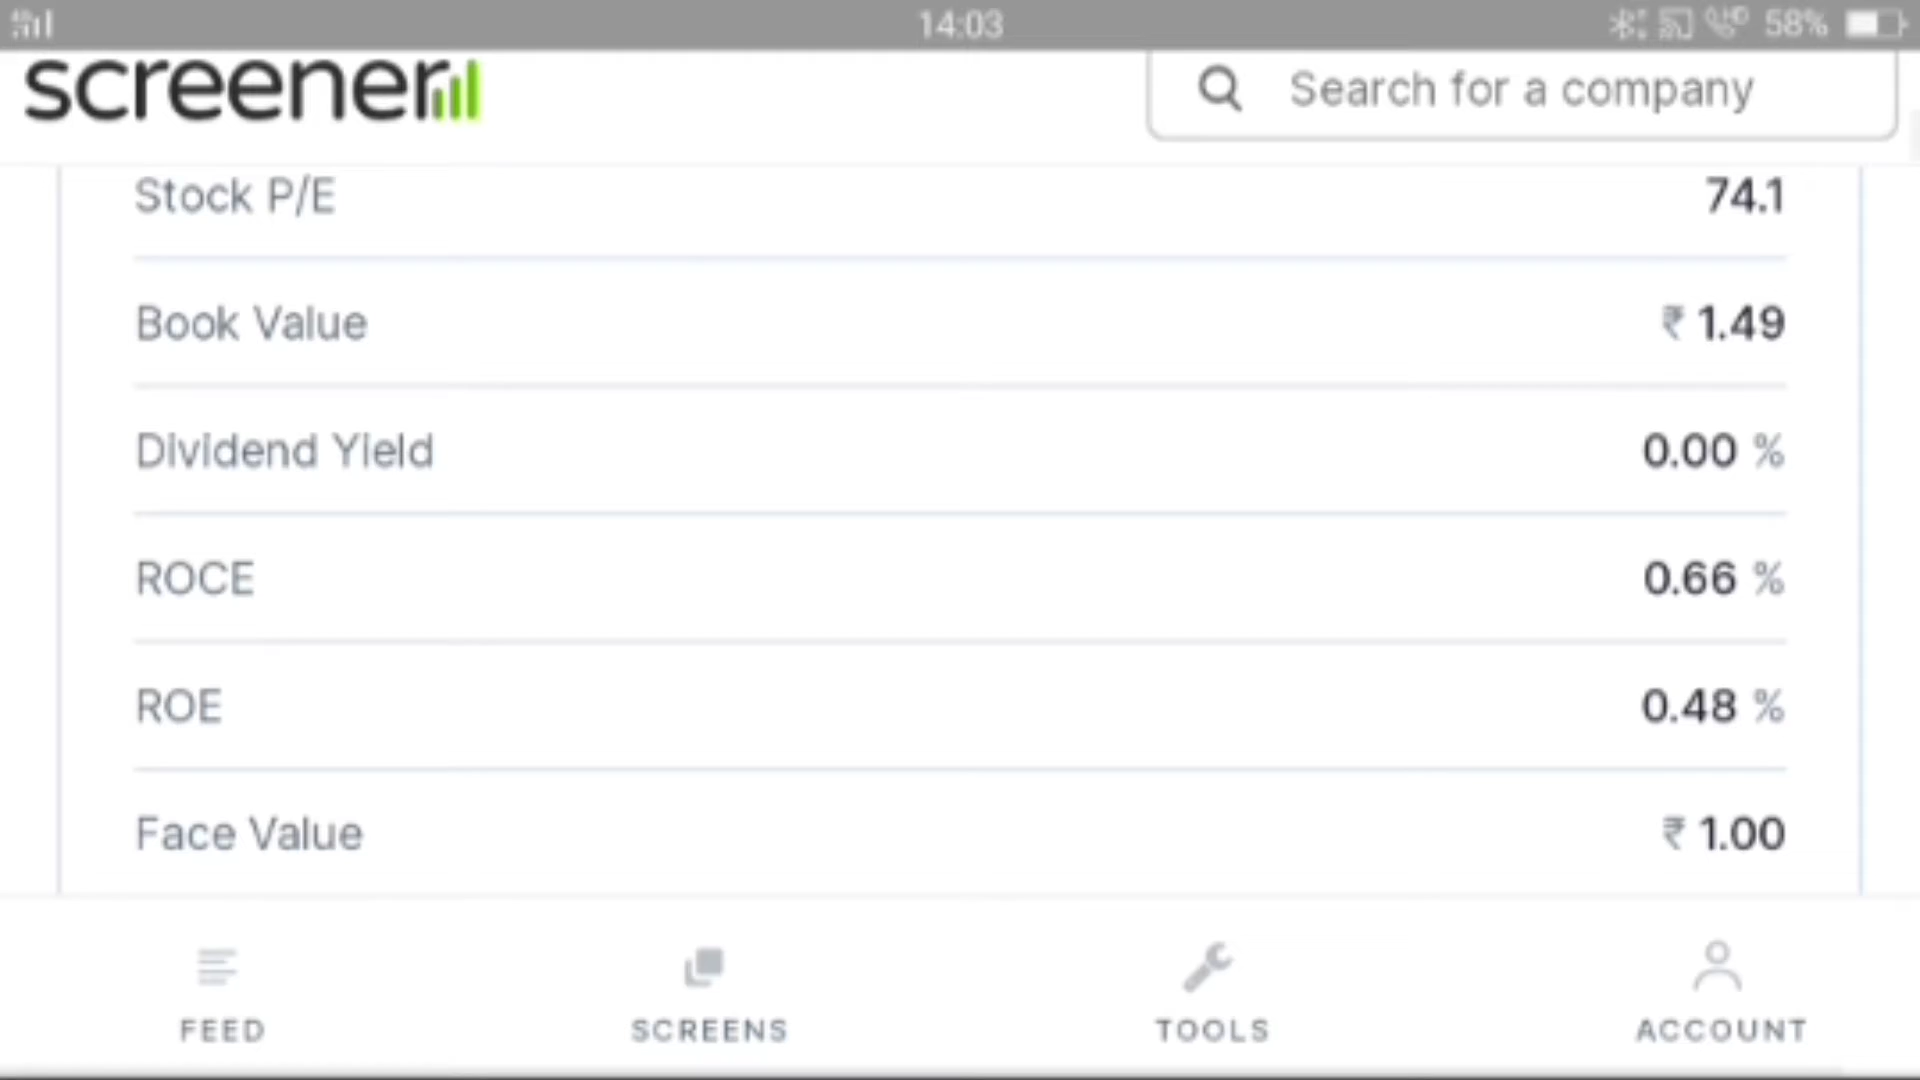 14:03 58%
screener
Search for a company
Stock P/E 74.1
Book Value ₹ 1.49
Dividend Yield 0.00 %
ROCE 0.66 %
ROE 0.48 %
Face Value ₹ 1.00
FEED SCREENS TOOLS ACCOUNT